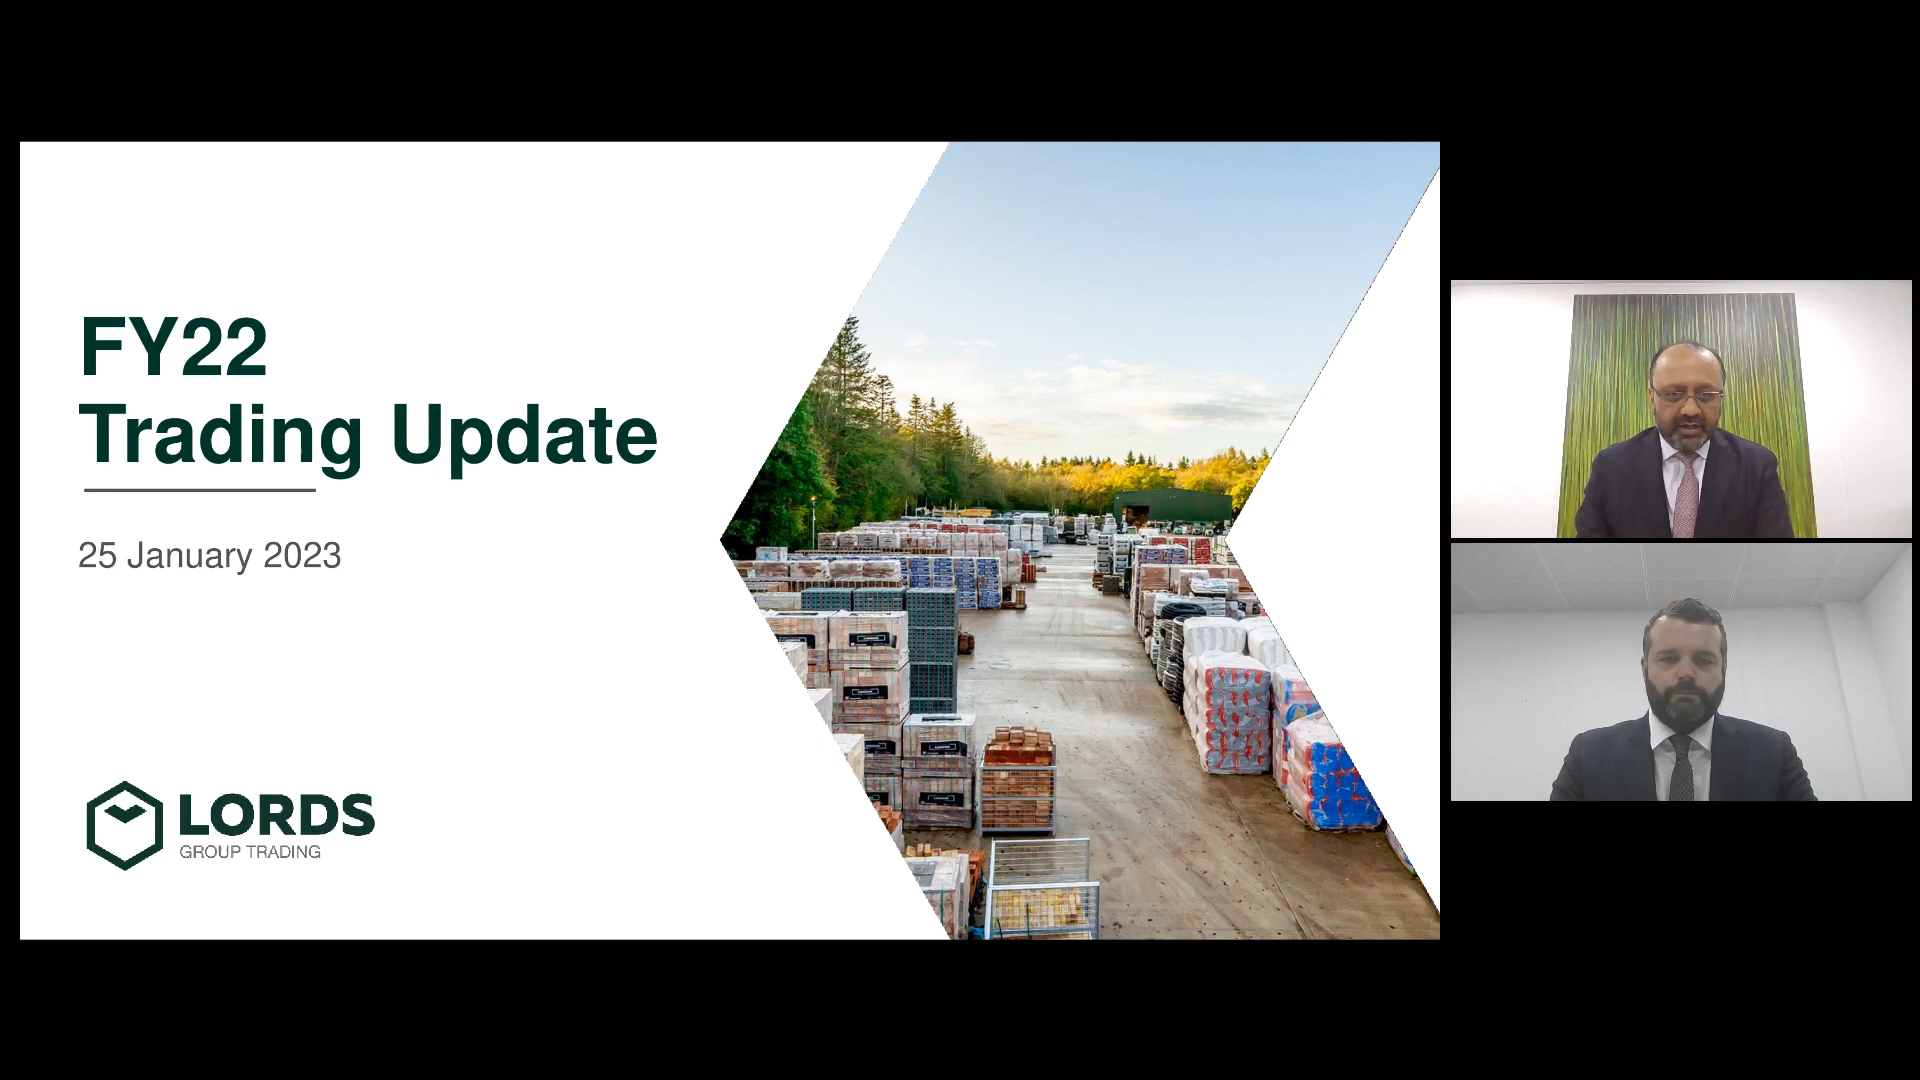 FY22
Trading Update
25 January 2023
LORDS
GROUP TRADING